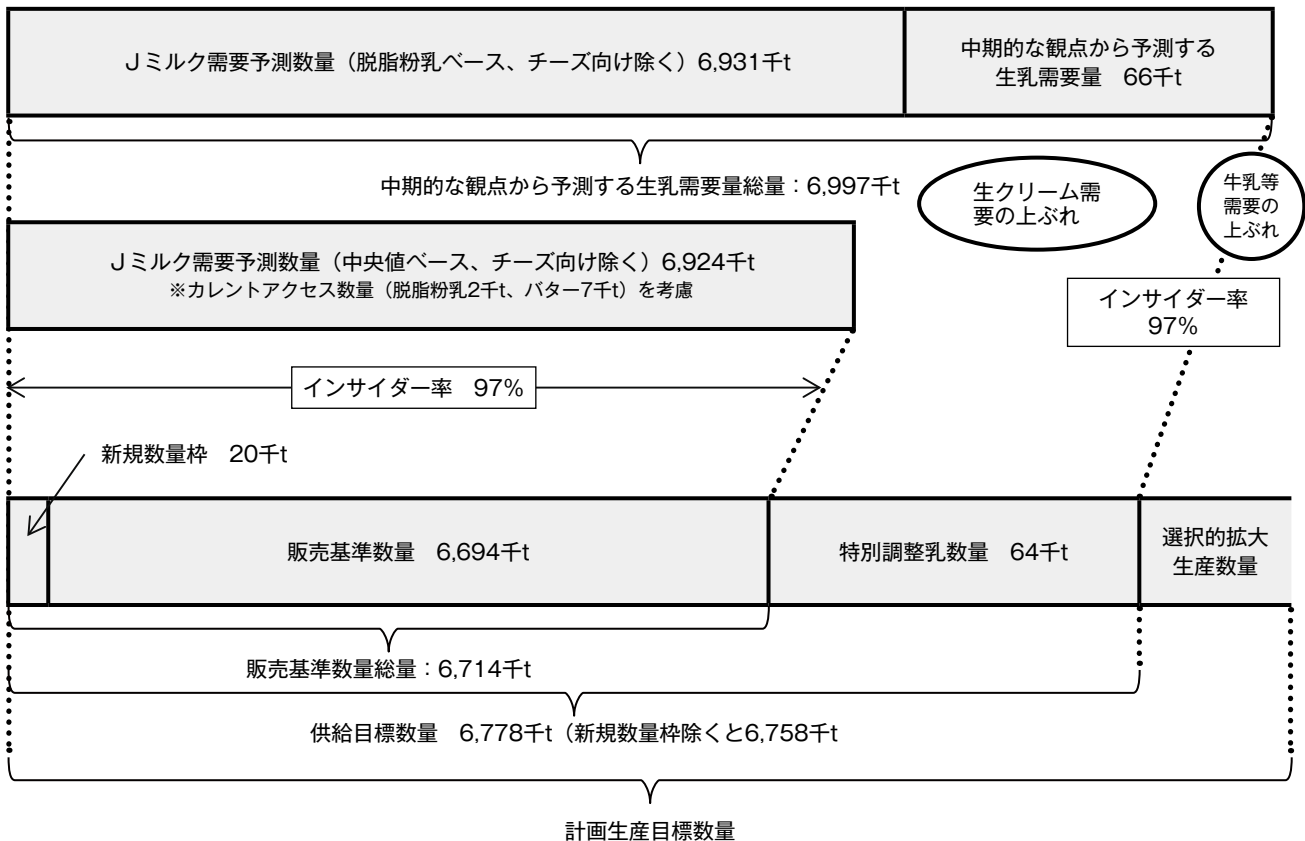 Jミルク需要予測数量(脱脂粉乳ベース、チーズ向け除く)6,931千t
中期的な観点から予測する
生乳需要量 66千t
中期的な観点から予測する生乳需要量総量:6,997千t
生クリーム需
要の上ぶれ
牛乳等
需要の
上ぶれ
Jミルク需要予測数量(中央値ベース、チーズ向け除く)6,924千t
※カレントアクセス数量(脱脂粉乳2千t、バター7千t)を考慮
インサイダー率
97%
インサイダー率 97%
新規数量枠 20千t
販売基準数量 6,694千t
特別調整乳数量 64千t
選択的拡大
生産数量
販売基準数量総量:6,714千t
供給目標数量 6,778千t(新規数量枠除くと6,758千t
計画生産目標数量